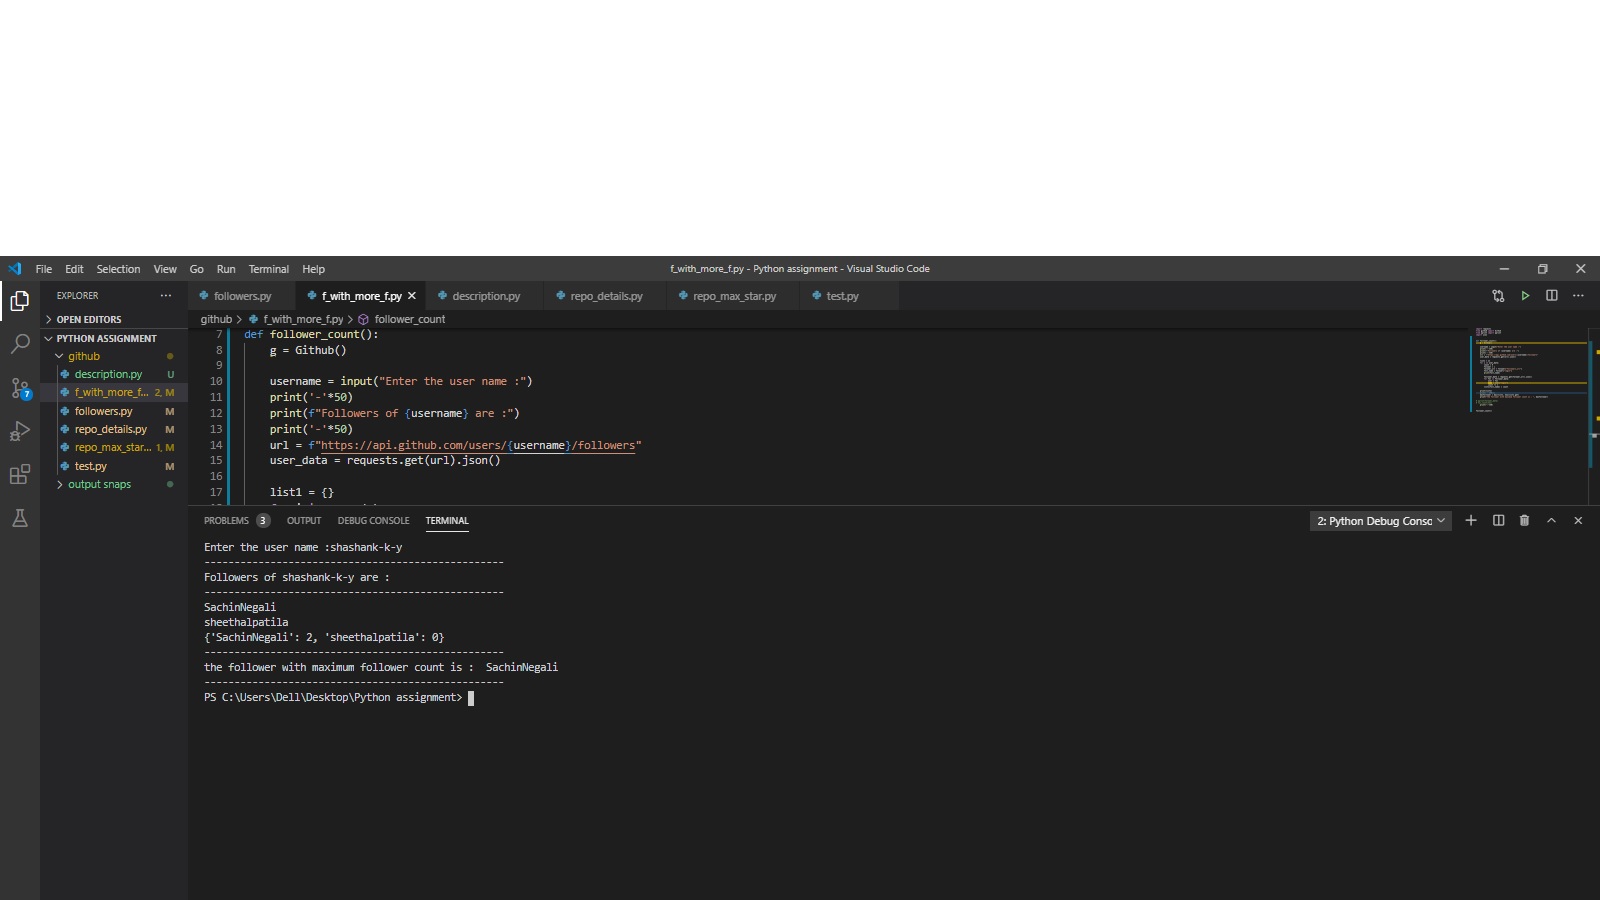 File Edit Selection View Go Run Terminal Help
f_with_more_f.py - Python assignment - Visual Studio Code
EXPLORER
followers.py f_with_more_f.py description.py repo_details.py repo_max_star.py test.py
OPEN EDITORS
github > f_with_more_f.py > follower_count
PYTHON ASSIGNMENT
github
description.py U
f_with_more_f... 2, M
followers.py M
repo_details.py M
repo_max_star... 1, M
test.py M
output snaps
7
7 def follower_count():
8 g = Github()
9
10 username = input("Enter the user name :")
11 print('-'*50)
12 print(f"Followers of {username} are :")
13 print('-'*50)
14 url = f"https://api.github.com/users/{username}/followers"
15 user_data = requests.get(url).json()
16
17 list1 = {}
PROBLEMS 3 OUTPUT DEBUG CONSOLE TERMINAL
2: Python Debug Consc
Enter the user name :shashank-k-y
--------------------------------------------------
Followers of shashank-k-y are :
--------------------------------------------------
SachinNegali
sheethalpatila
{'SachinNegali': 2, 'sheethalpatila': 0}
--------------------------------------------------
the follower with maximum follower count is :  SachinNegali
--------------------------------------------------
PS C:\Users\Dell\Desktop\Python assignment>